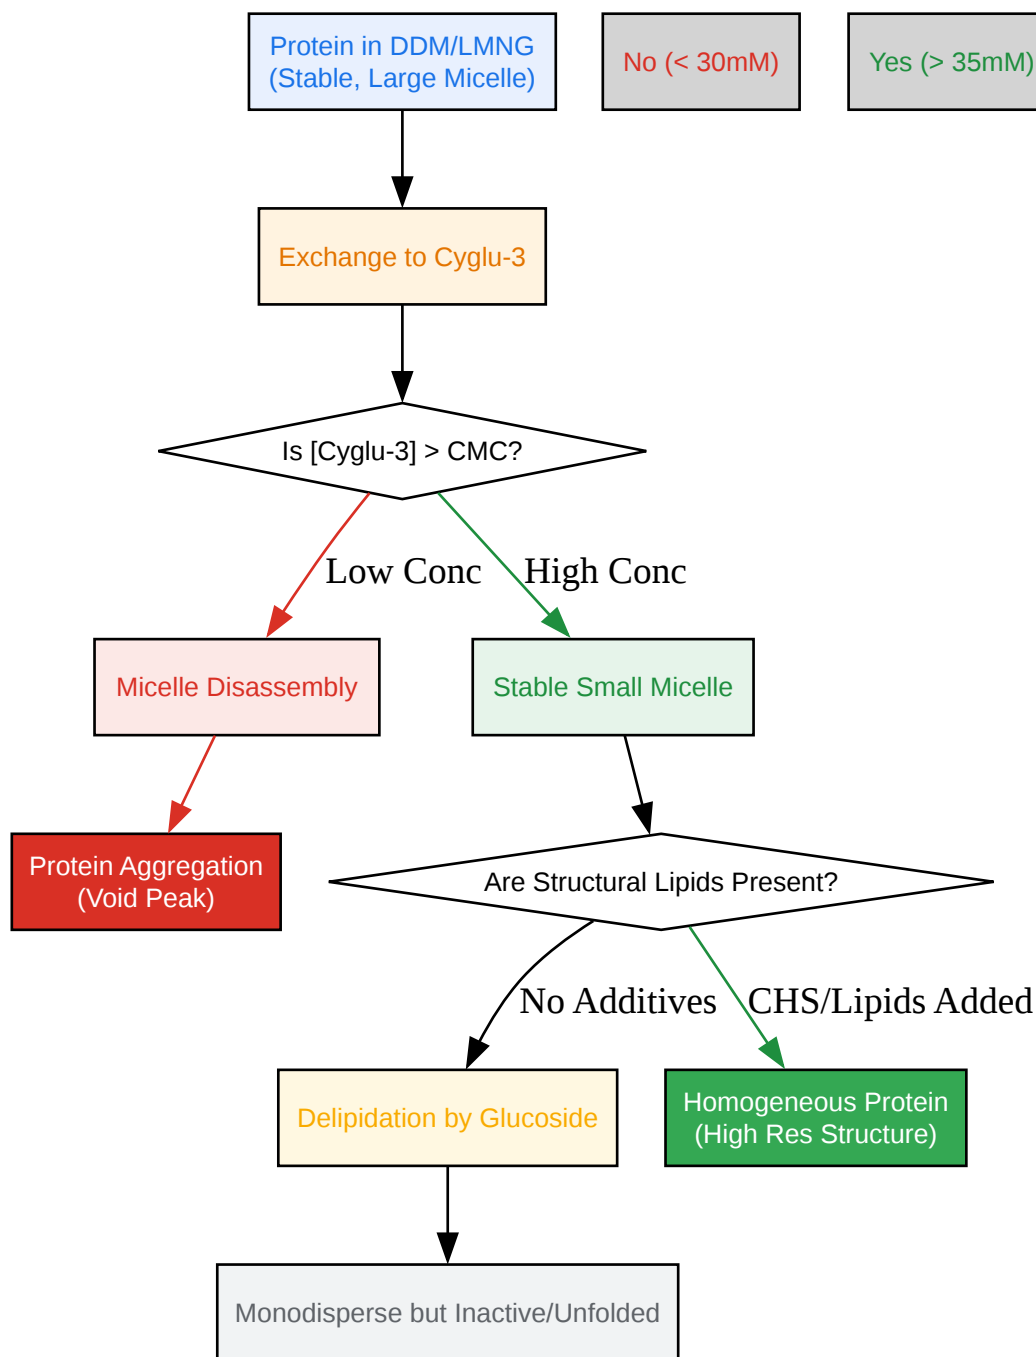 Protein in DDM/LMNG
(Stable, Large Micelle)
No (< 30mM)
Yes (> 35mM)
Exchange to Cyglu-3
Is [Cyglu-3] > CMC?
Low Conc
High Conc
Micelle Disassembly
Stable Small Micelle
Protein Aggregation
(Void Peak)
Are Structural Lipids Present?
No Additives
CHS/Lipids Added
Delipidation by Glucoside
Homogeneous Protein
(High Res Structure)
Monodisperse but Inactive/Unfolded